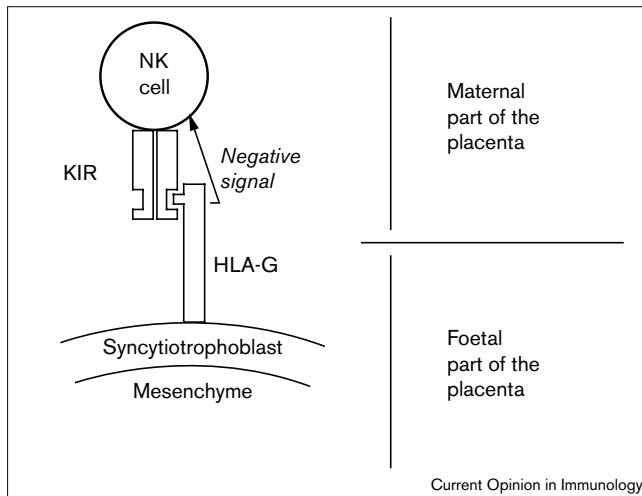 NK
cell
KIR
Negative
signal
HLA-G
Syncytiotrophoblast
Mesenchyme
Maternal
part of the
placenta
Foetal
part of the
placenta
Current Opinion in Immunology